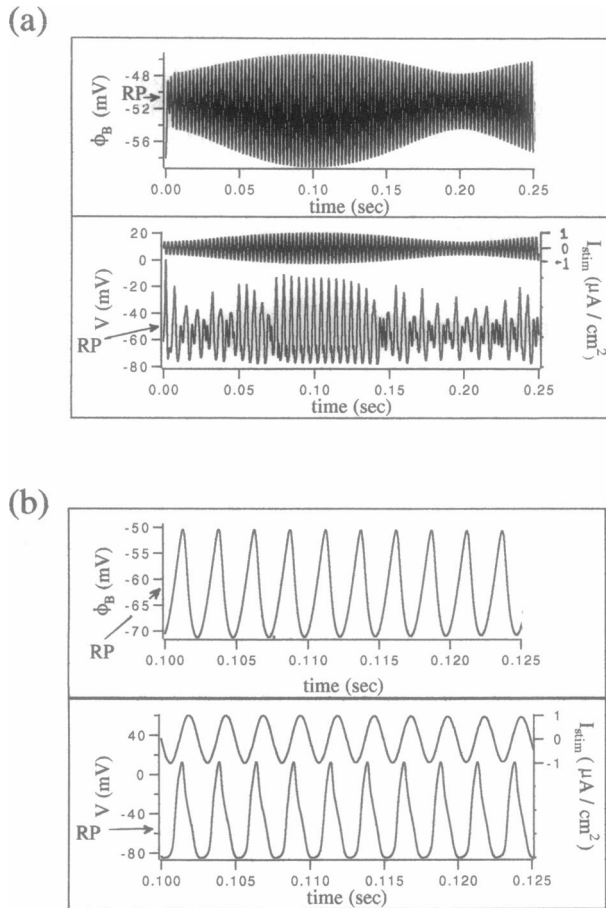 (a)
-48
RP
-52
-56
ϕB (mV)
0.00 0.05 0.10 0.15 0.20 0.25
time (sec)
20
0
-20
-40
-60
-80
V (mV)
RP
1
0
-1
Istim (μA / cm²)
0.00 0.05 0.10 0.15 0.20 0.25
time (sec)
(b)
-50
-55
-60
-65
-70
ϕB (mV)
RP
0.100 0.105 0.110 0.115 0.120 0.125
time (sec)
40
0
-40
-80
V (mV)
RP
1
0
-1
Istim (μA / cm²)
0.100 0.105 0.110 0.115 0.120 0.125
time (sec)